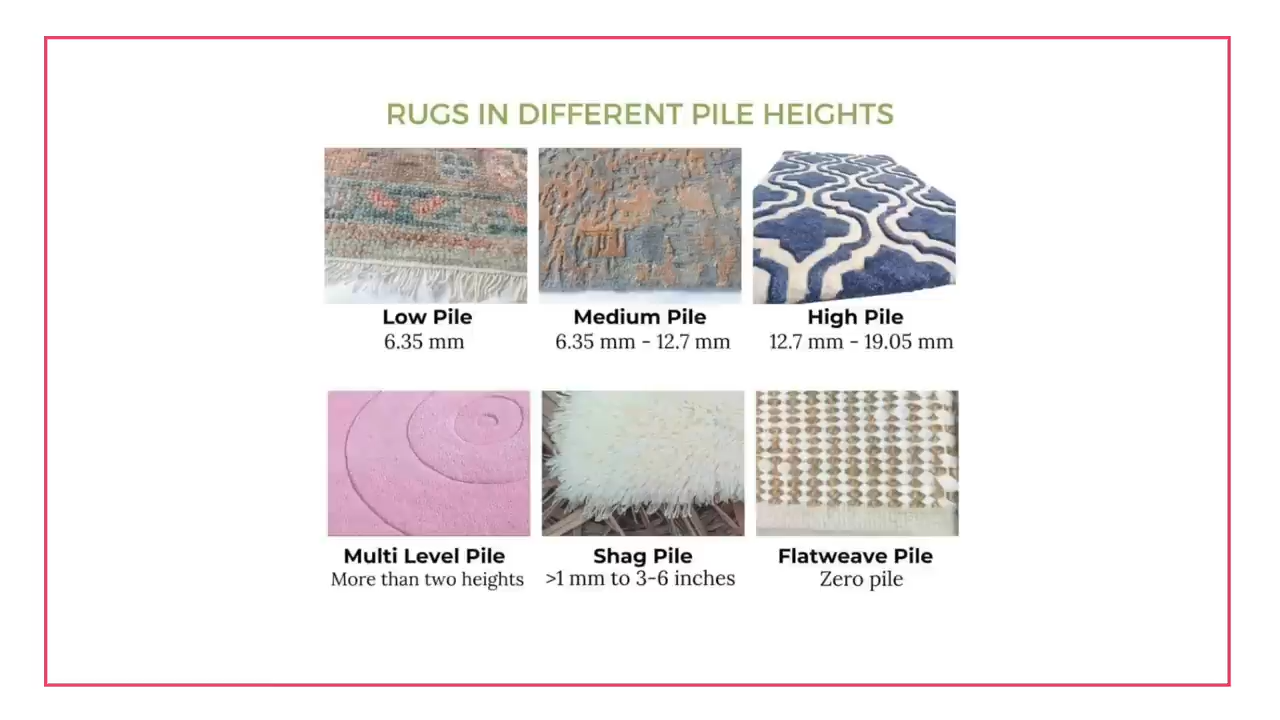 RUGS IN DIFFERENT PILE HEIGHTS
Low Pile
6.35 mm
Medium Pile
6.35 mm - 12.7 mm
High Pile
12.7 mm - 19.05 mm
Multi Level Pile
More than two heights
Shag Pile
>1 mm to 3-6 inches
Flatweave Pile
Zero pile